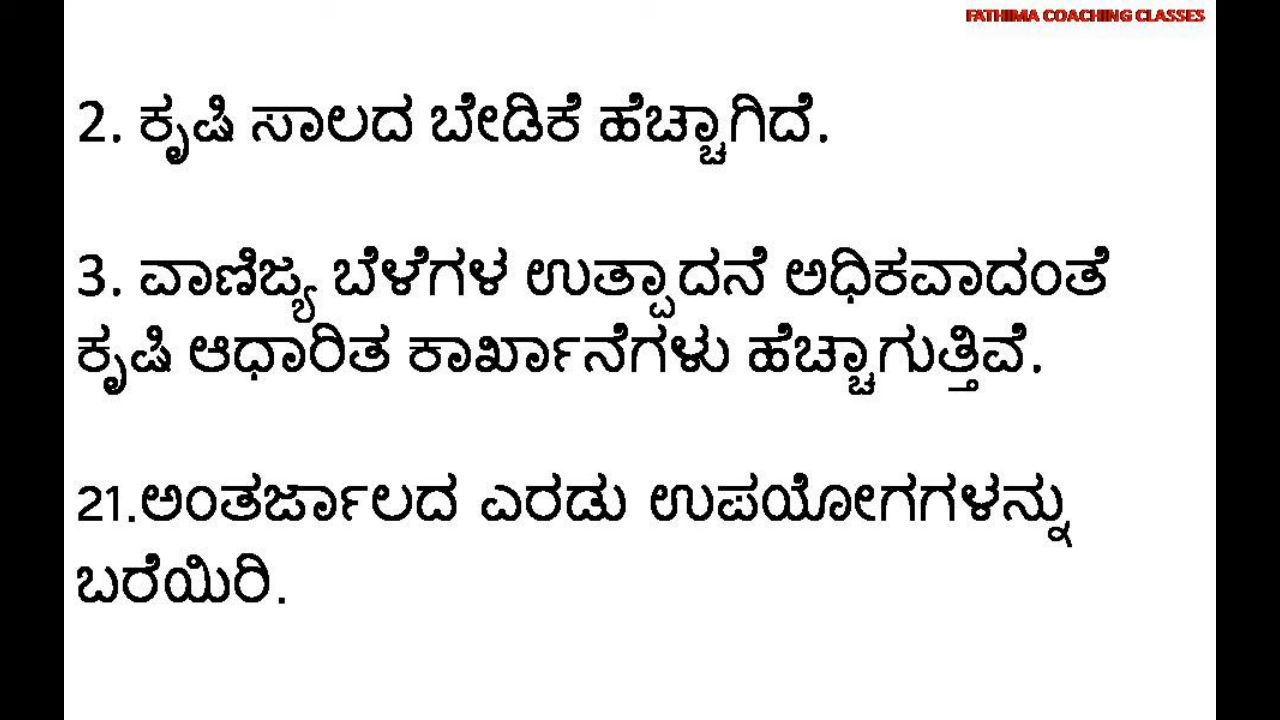 FATHIMA COACHING CLASSES
2. ಕೃಷಿ ಸಾಲದ ಬೇಡಿಕೆ ಹೆಚ್ಚಾಗಿದೆ.
3. ವಾಣಿಜ್ಯ ಬೆಳೆಗಳ ಉತ್ಪಾದನೆ ಅಧಿಕವಾದಂತೆ
ಕೃಷಿ ಆಧಾರಿತ ಕಾರ್ಖಾನೆಗಳು ಹೆಚ್ಚಾಗುತ್ತಿವೆ.
21.ಅಂತರ್ಜಾಲದ ಎರಡು ಉಪಯೋಗಗಳನ್ನು
ಬರೆಯಿರಿ.